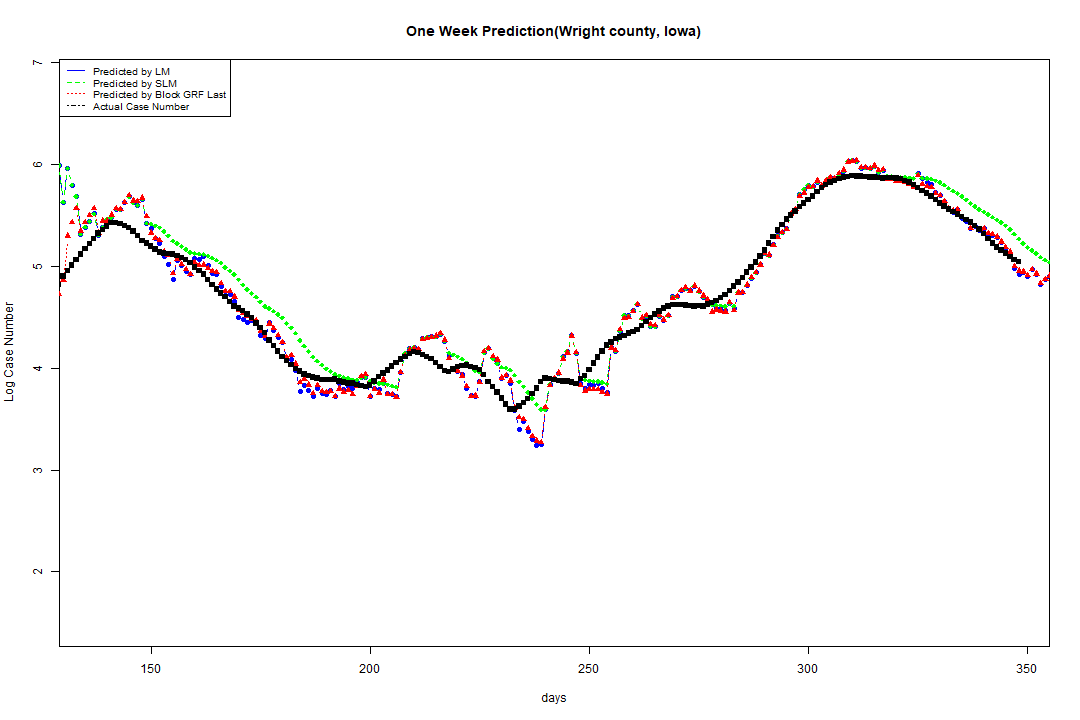 One Week Prediction(Wright county, Iowa)
Predicted by LM
Predicted by SLM
Predicted by Block GRF Last
Actual Case Number
7
6
5
4
3
2
Log Case Number
150 200 250 300 350
days